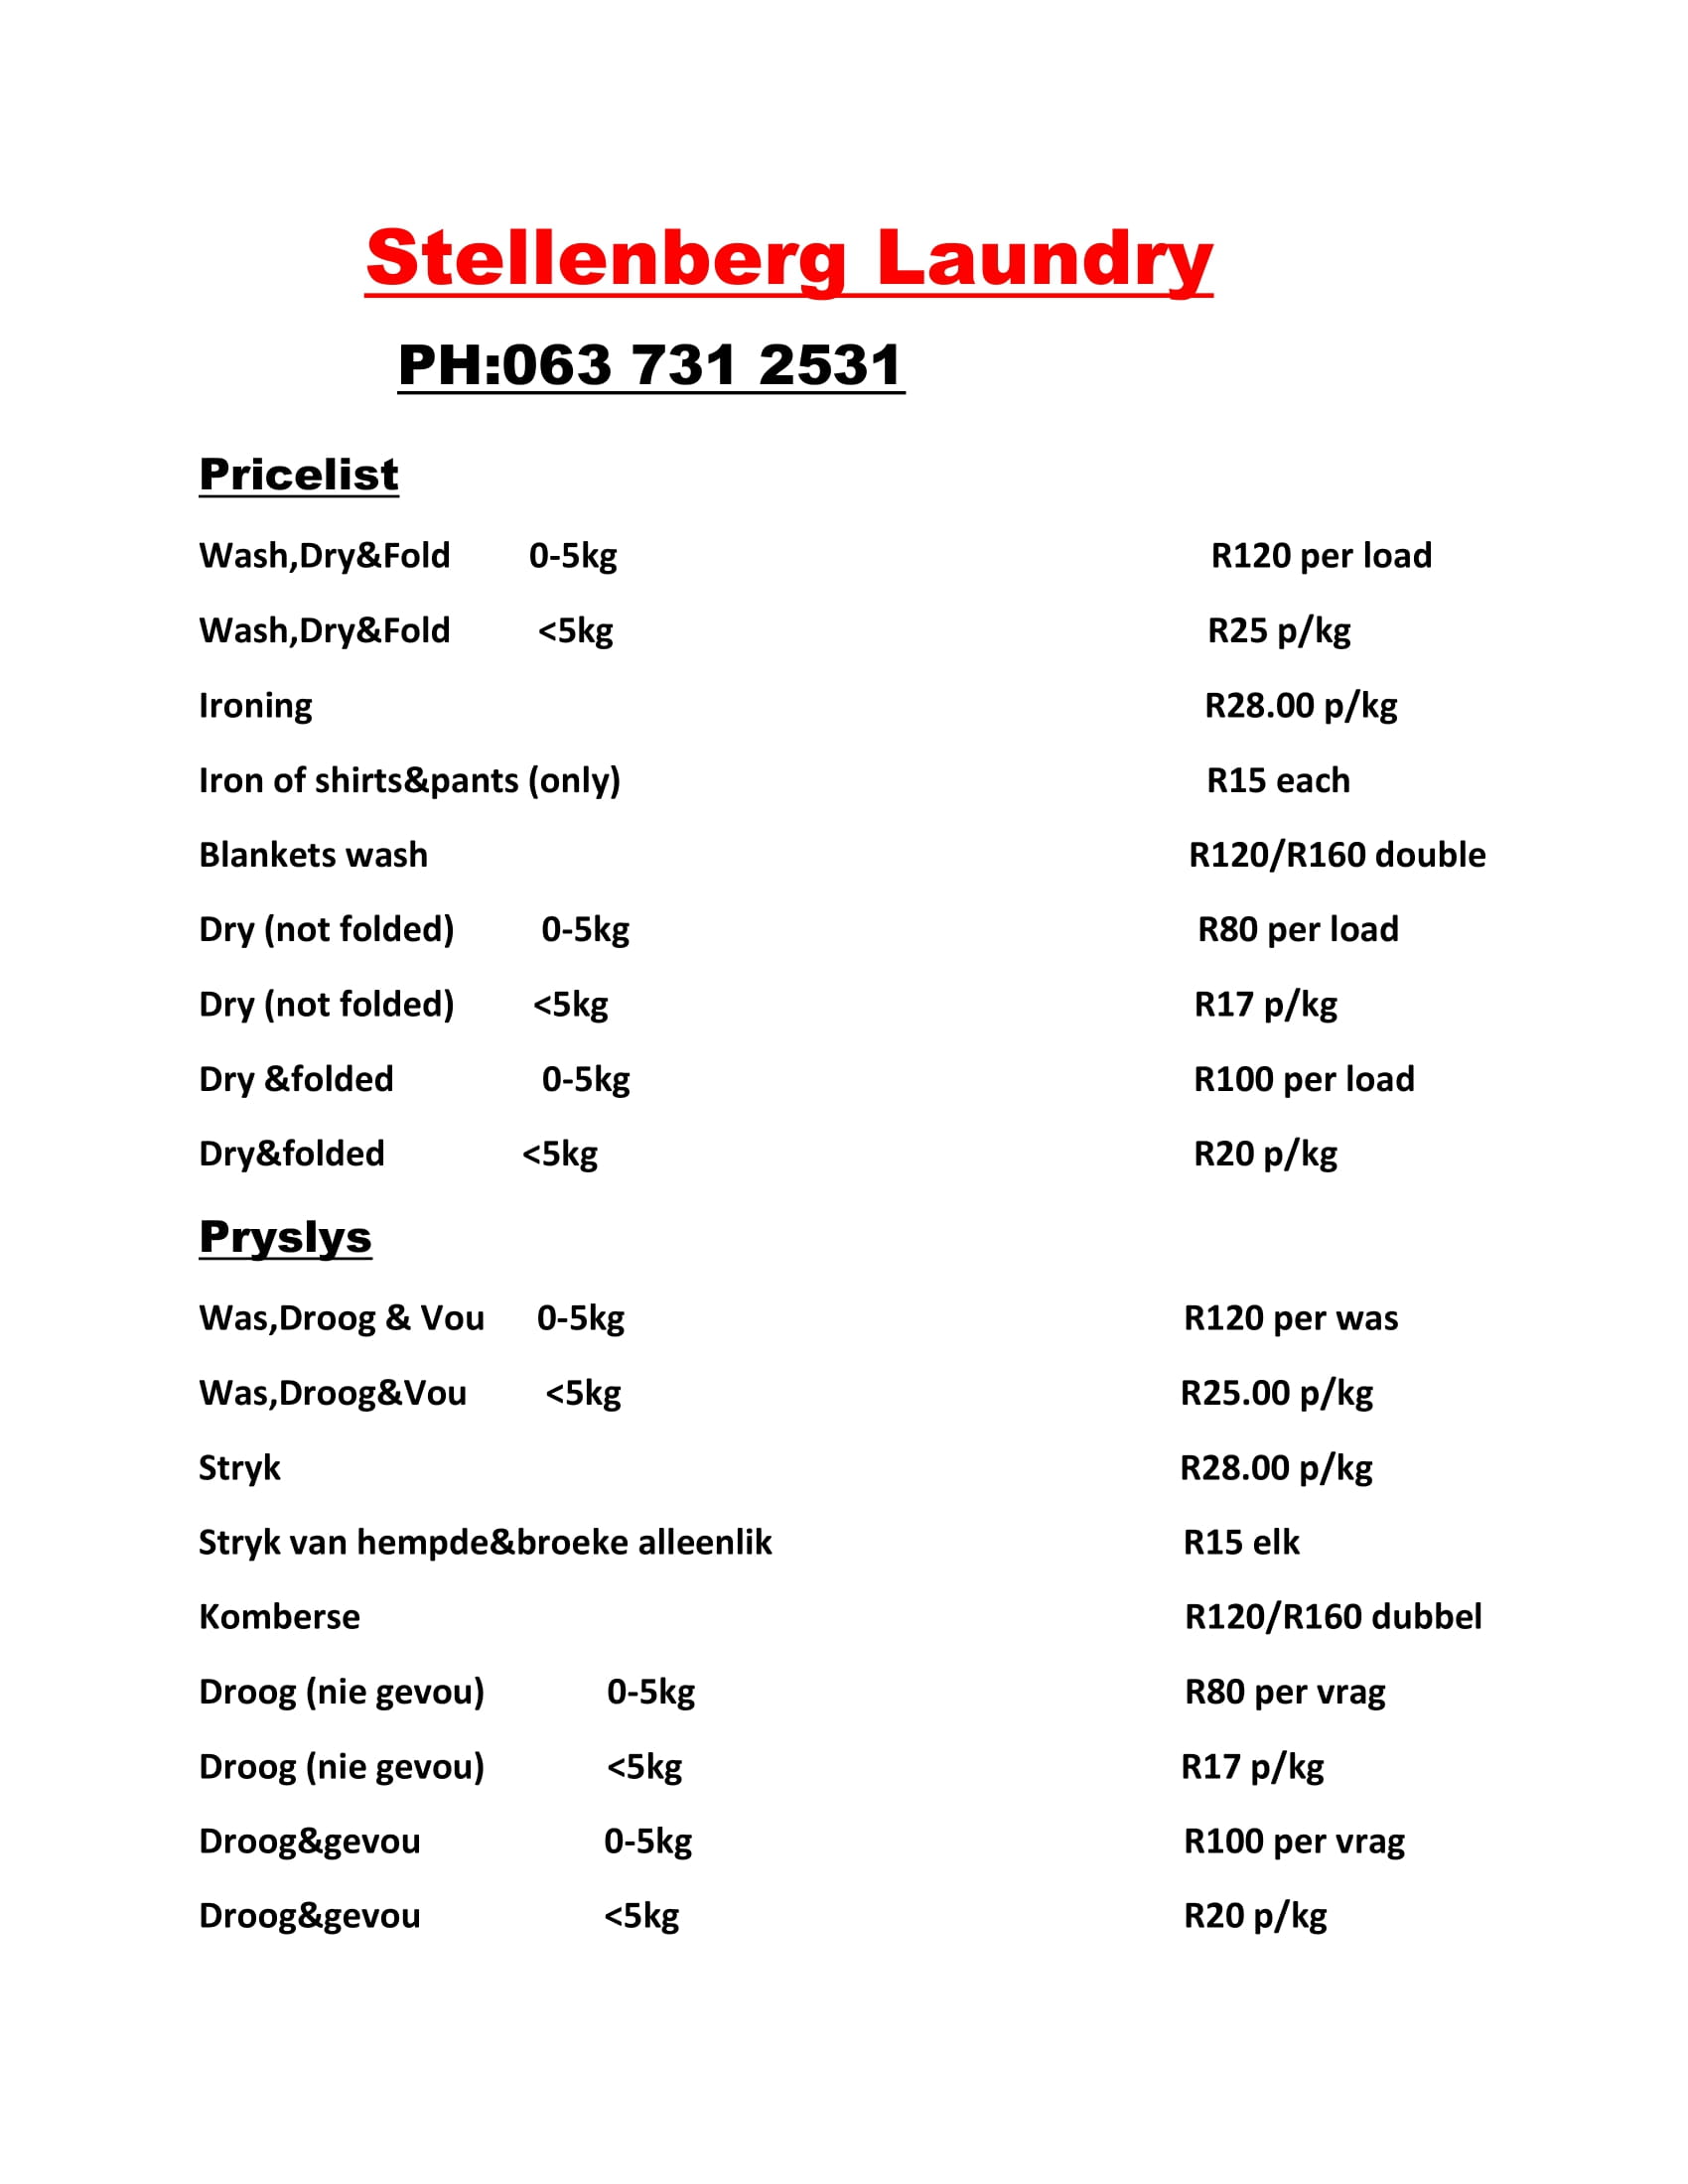 Stellenberg Laundry
PH:063 731 2531
Pricelist
Wash,Dry&Fold 0-5kg R120 per load
Wash,Dry&Fold <5kg R25 p/kg
Ironing R28.00 p/kg
Iron of shirts&pants (only) R15 each
Blankets wash R120/R160 double
Dry (not folded) 0-5kg R80 per load
Dry (not folded) <5kg R17 p/kg
Dry &folded 0-5kg R100 per load
Dry&folded <5kg R20 p/kg
Pryslys
Was,Droog & Vou 0-5kg R120 per was
Was,Droog&Vou <5kg R25.00 p/kg
Stryk R28.00 p/kg
Stryk van hempde&broeke alleenlik R15 elk
Komberse R120/R160 dubbel
Droog (nie gevou) 0-5kg R80 per vrag
Droog (nie gevou) <5kg R17 p/kg
Droog&gevou 0-5kg R100 per vrag
Droog&gevou <5kg R20 p/kg